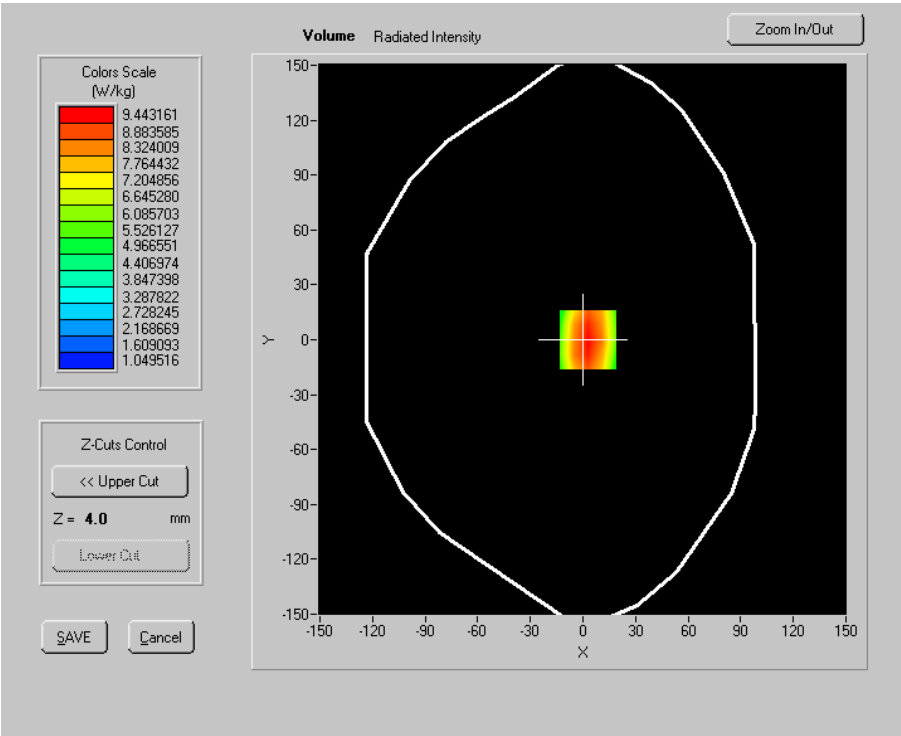 Volume Radiated Intensity
Zoom In/Out
Colors Scale
(W/kg)
9.443161
8.883585
8.324009
7.764432
7.204856
6.645280
6.085703
5.526127
4.966551
4.406974
3.847398
3.287822
2.728245
2.168669
1.609093
1.049516
Z-Cuts Control
<< Upper Cut
Z = 4.0 mm
Lower Cut
SAVE
Cancel
150
120
90
60
30
0
-30
-60
-90
-120
-150
Y
-150 -120 -90 -60 -30 0 30 60 90 120 150
X